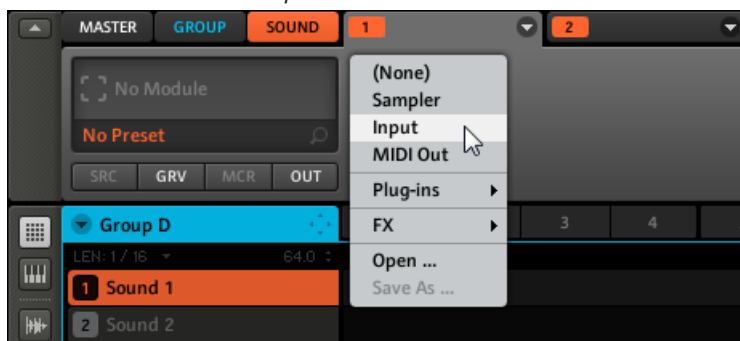 MASTER GROUP SOUND 1 2
No Module
No Preset
SRC GRV MCR OUT
(None)
Sampler
Input
MIDI Out
Plug-ins
FX
Open ...
Save As ...
Group D 3 4
LEN: 1 / 16 64.0
1 Sound 1
2 Sound 2